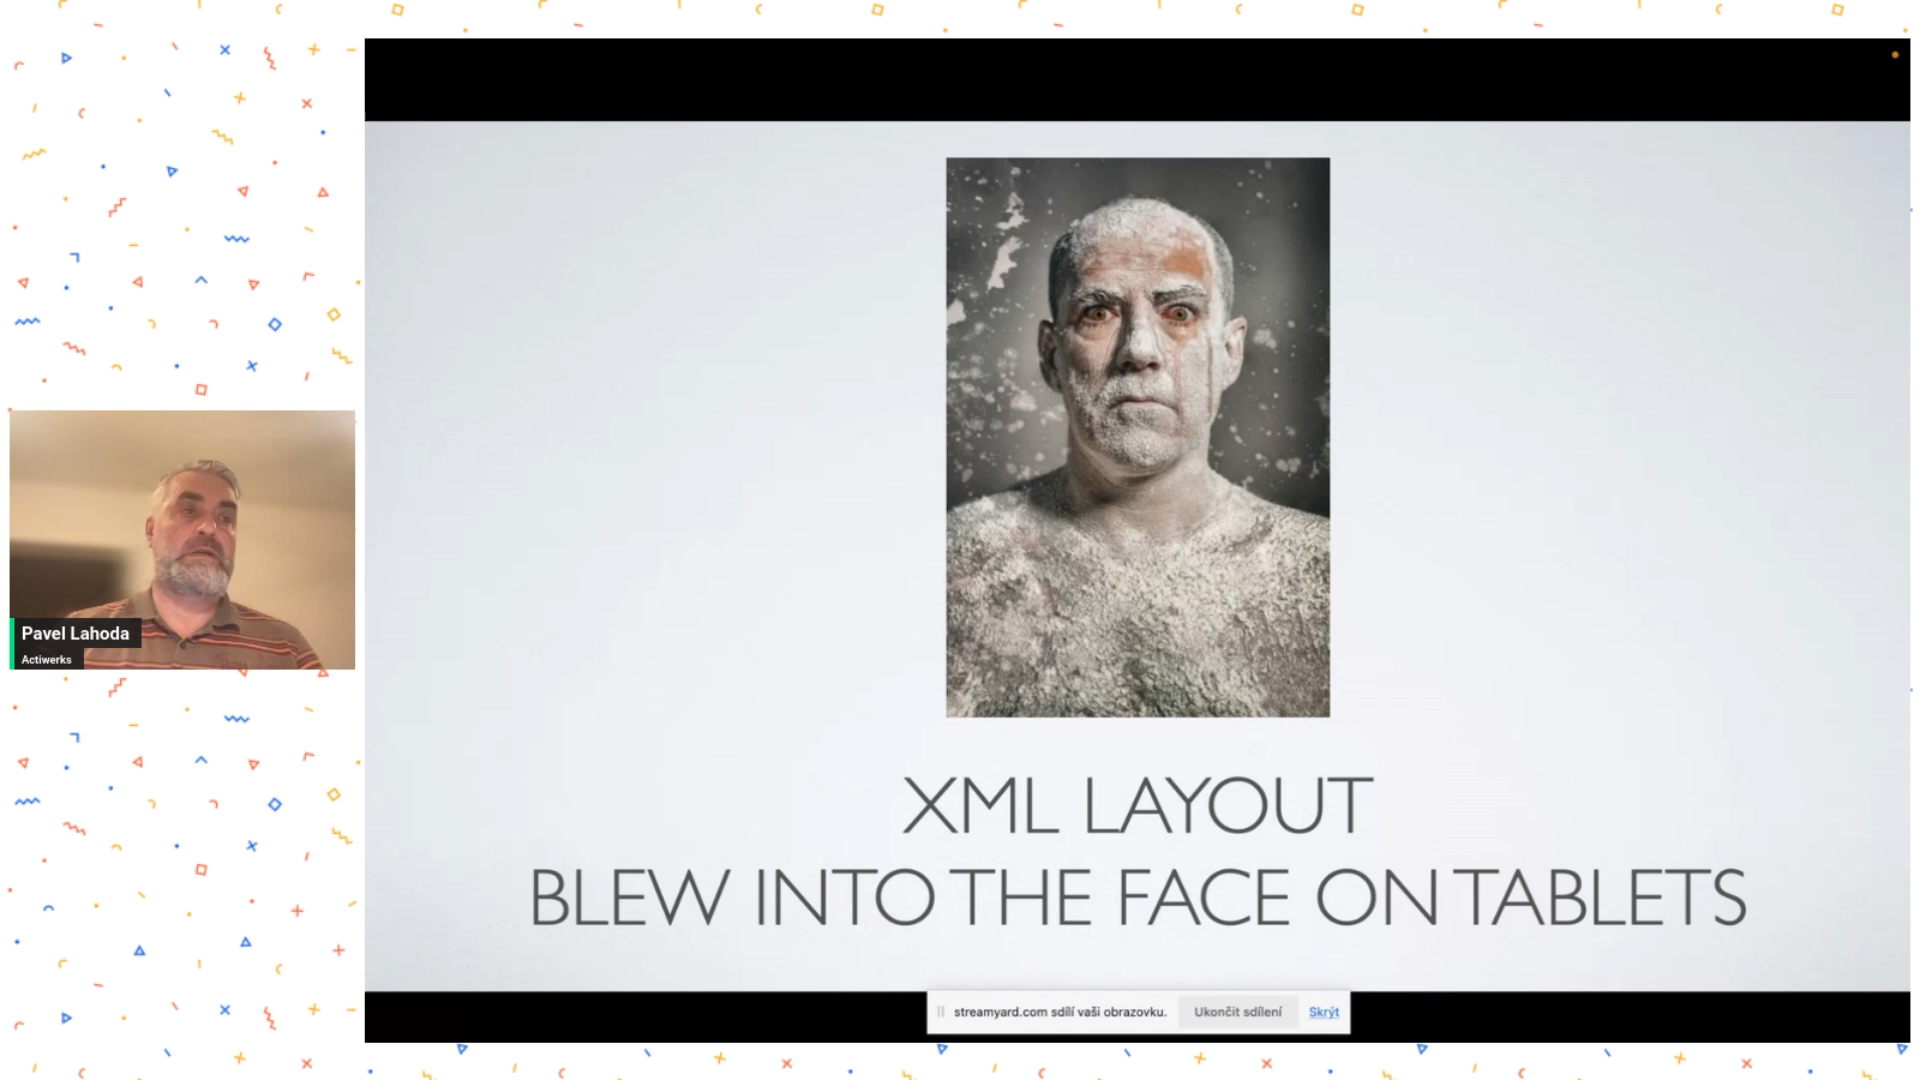 Pavel Lahoda
Actiwerks
XML LAYOUT
BLEW INTO THE FACE ON TABLETS
streamyard.com sdílí vaši obrazovku.
Ukončit sdílení
Skrýt